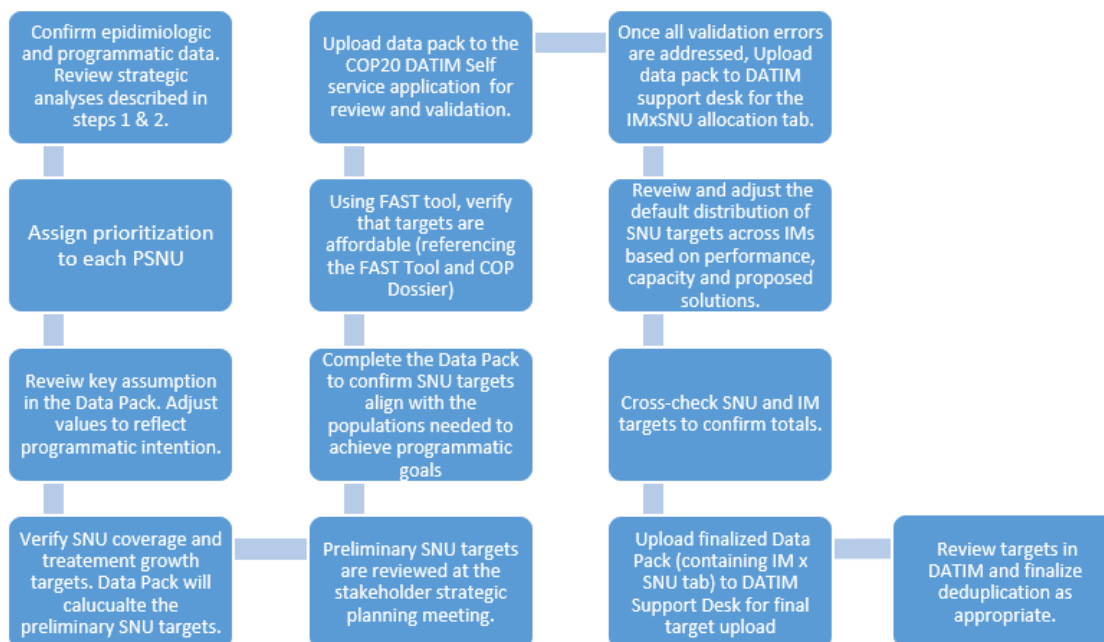 Confirm epidimiologic
and programmatic data.
Review strategic
analyses described in
steps 1 & 2.
Assign prioritization
to each PSNU
Reveiw key assumption
in the Data Pack. Adjust
values to reflect
programmatic intention.
Verify SNU coverage and
treatement growth
targets. Data Pack will
calucualte the
preliminary SNU targets.
Preliminary SNU targets
are reviewed at the
stakeholder strategic
planning meeting.
Complete the Data Pack
to confirm SNU targets
align with the
populations needed to
achieve programmatic
goals
Using FAST tool, verify
that targets are
affordable (referencing
the FAST Tool and COP
Dossier)
Upload data pack to the
COP20 DATIM Self
service application for
review and validation.
Once all validation errors
are addressed, Upload
data pack to DATIM
support desk for the
IMxSNU allocation tab.
Reveiw and adjust the
default distribution of
SNU targets across IMs
based on performance,
capacity and proposed
solutions.
Cross-check SNU and IM
targets to confirm totals.
Upload finalized Data
Pack (containing IM x
SNU tab) to DATIM
Support Desk for final
target upload
Review targets in
DATIM and finalize
deduplication as
appropriate.